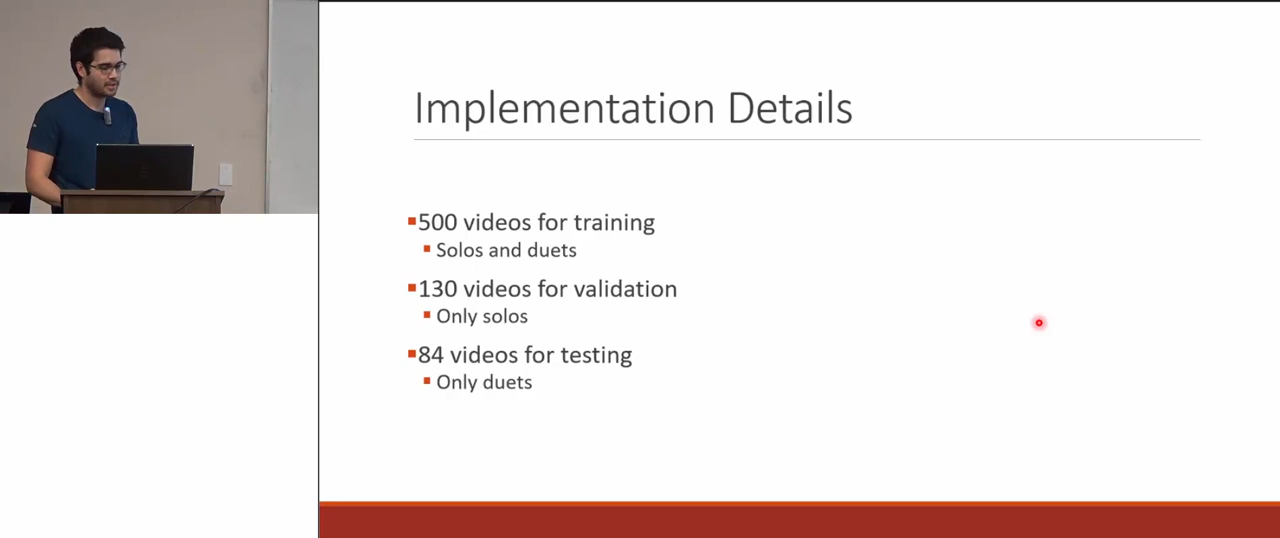 Implementation Details
500 videos for training
Solos and duets
130 videos for validation
Only solos
84 videos for testing
Only duets